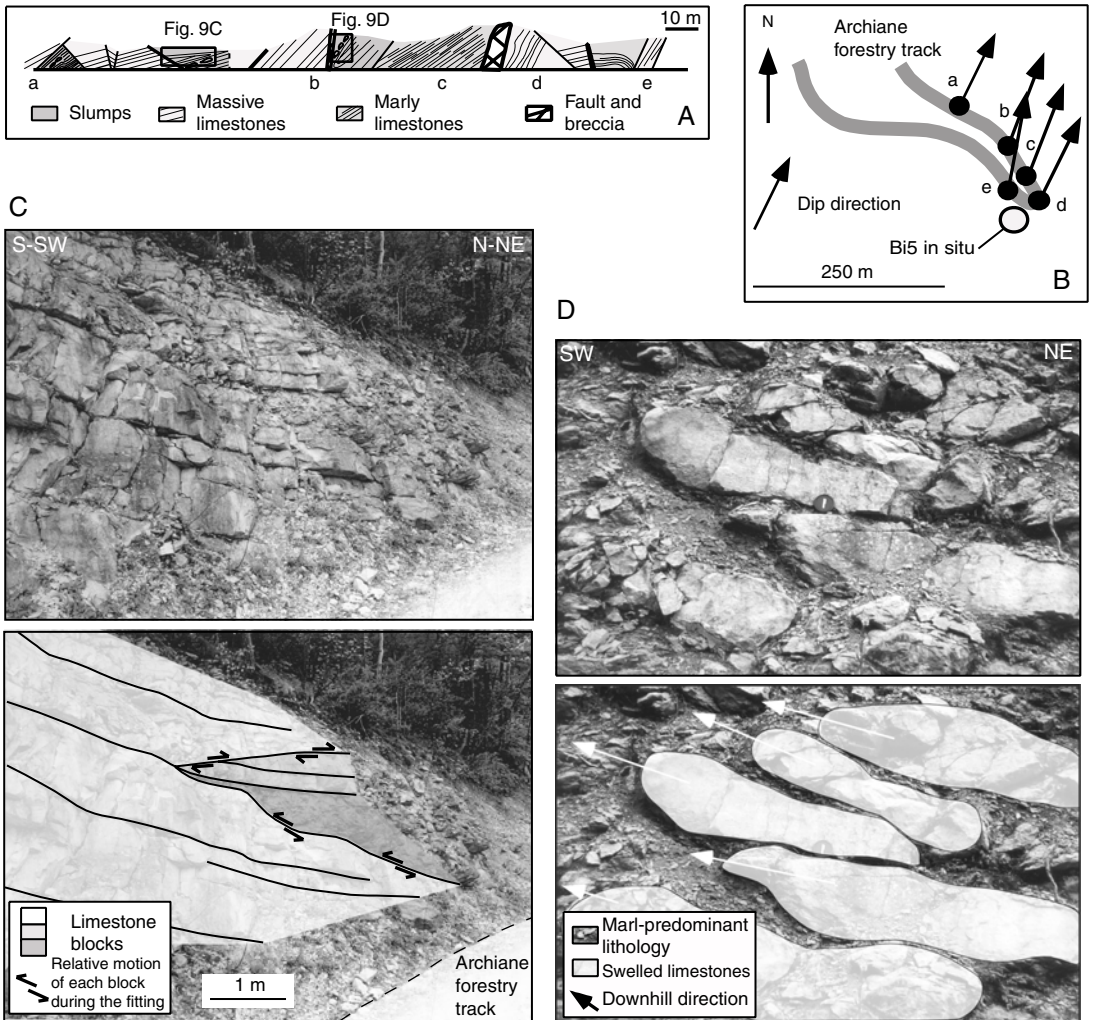 Fig. 9C
Fig. 9D
10 m
a
b
c
d
e
Slumps
Massive
limestones
Marly
limestones
Fault and
breccia
A
N
Archiane
forestry track
a
b
c
d
e
Dip direction
Bi5 in situ
250 m
B
C
S-SW
N-NE
Limestone
blocks
Relative motion
of each block
during the fitting
1 m
Archiane
forestry
track
D
SW
NE
Marl-predominant
lithology
Swelled limestones
Downhill direction